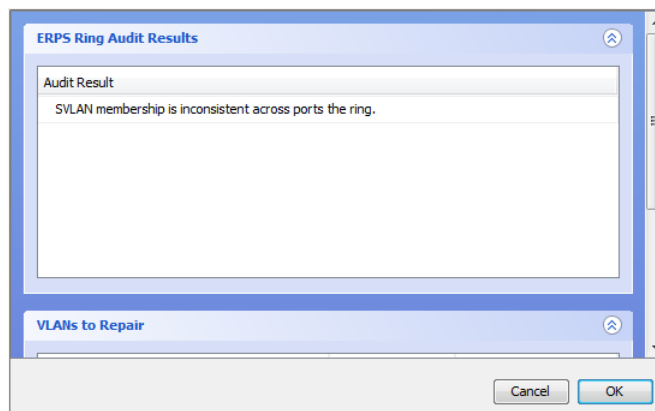 ERPS Ring Audit Results
Audit Result
SVLAN membership is inconsistent across ports the ring.
VLANs to Repair
Cancel OK